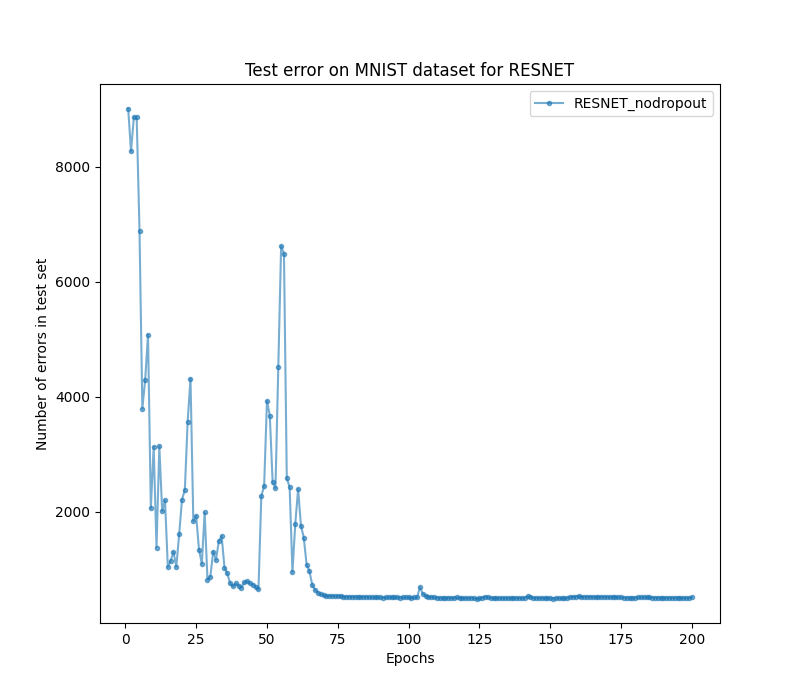 Test error on MNIST dataset for RESNET
RESNET_nodropout
8000
6000
4000
2000
Number of errors in test set
0 25 50 75 100 125 150 175 200
Epochs